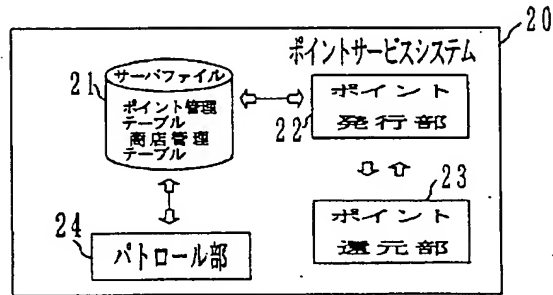 20
ポイントサービスシステム
21
サーバファイル
ポイント管理
テーブル
商店管理
テーブル
22
ポイント
発行部
23
ポイント
還元部
24
パトロール部